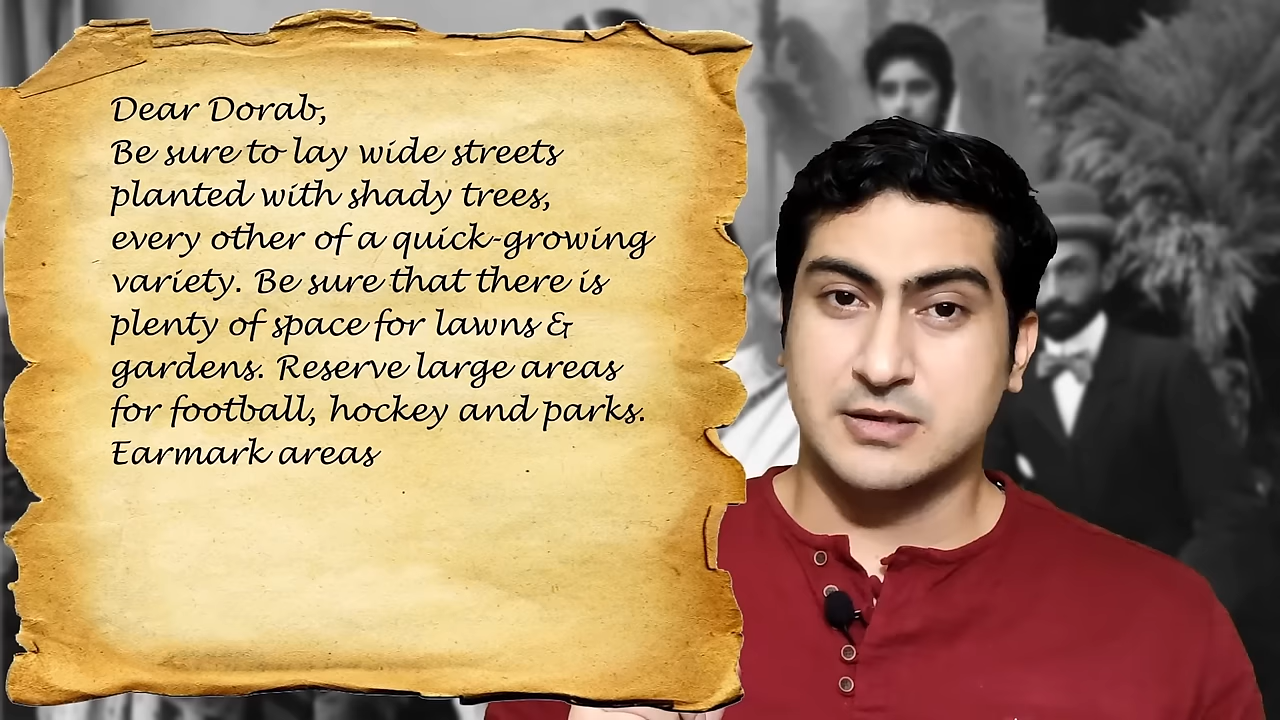 Dear Dorab,
Be sure to lay wide streets
planted with shady trees,
every other of a quick-growing
variety. Be sure that there is
plenty of space for lawns &
gardens. Reserve large areas
for football, hockey and parks.
Earmark areas